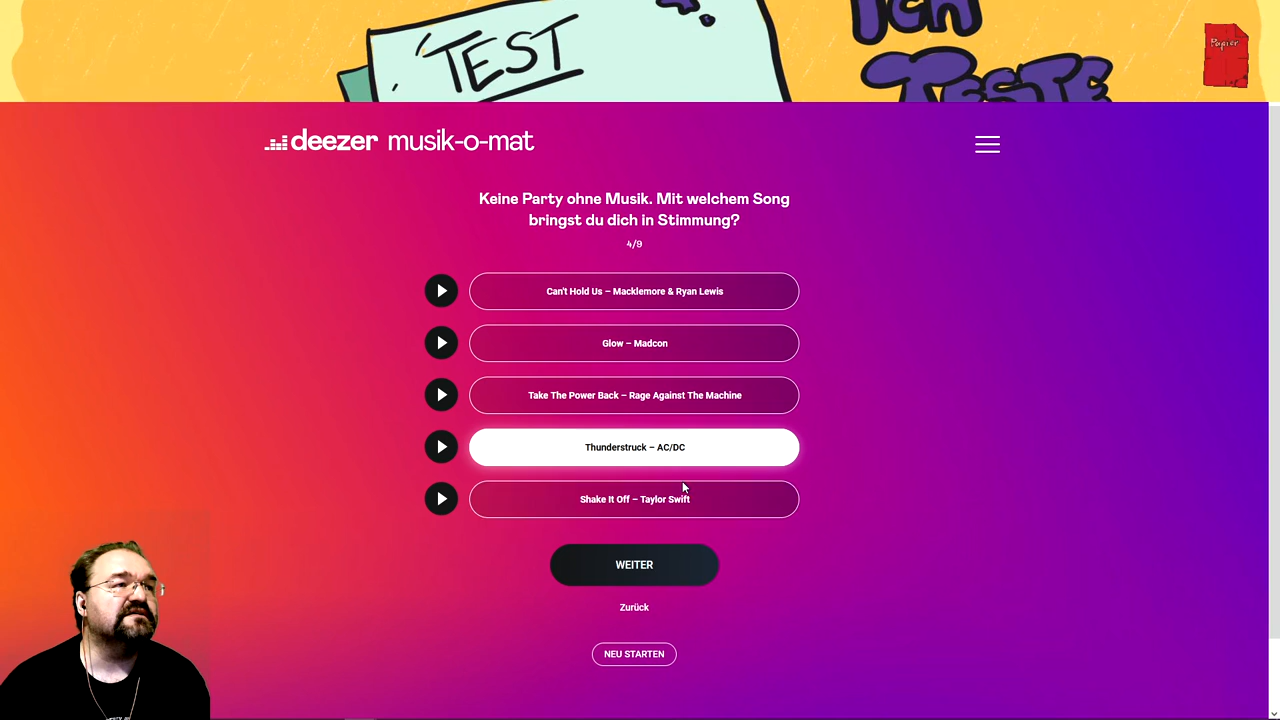 TEST
ICH
TESTE
Papier
deezer musik-o-mat
Keine Party ohne Musik. Mit welchem Song
bringst du dich in Stimmung?
4/9
Can't Hold Us – Macklemore & Ryan Lewis
Glow – Madcon
Take The Power Back – Rage Against The Machine
Thunderstruck – AC/DC
Shake It Off – Taylor Swift
WEITER
Zurück
NEU STARTEN